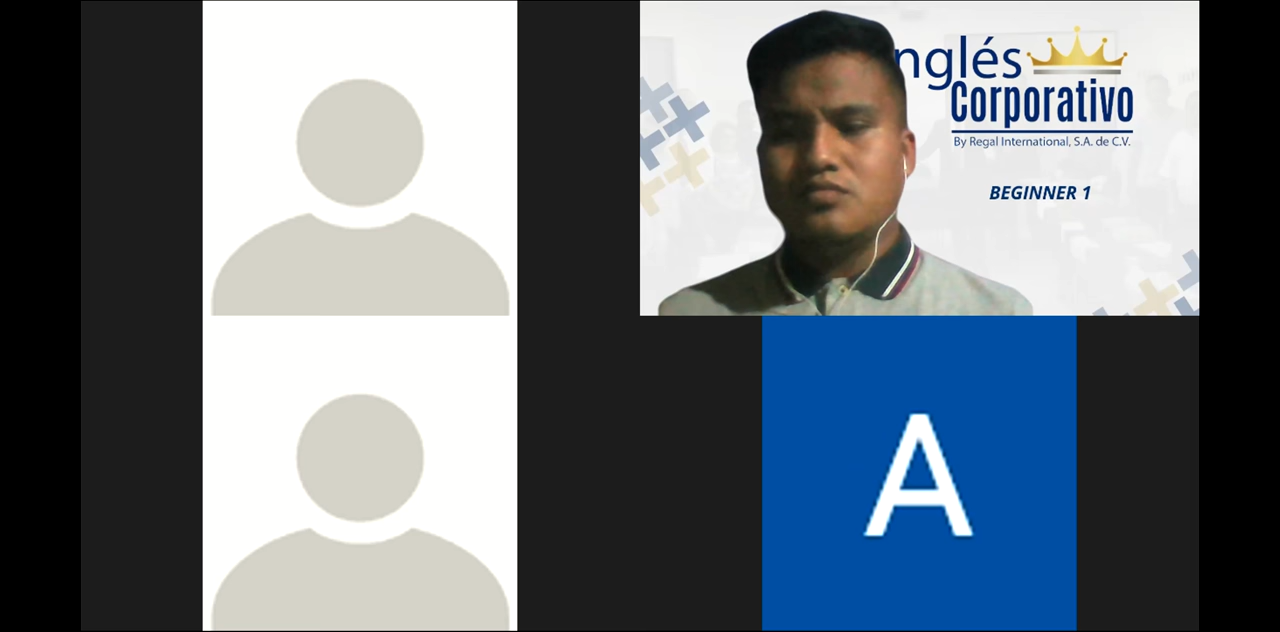 nglés
Corporativo
By Regal International, S.A. de C.V.
BEGINNER 1
A